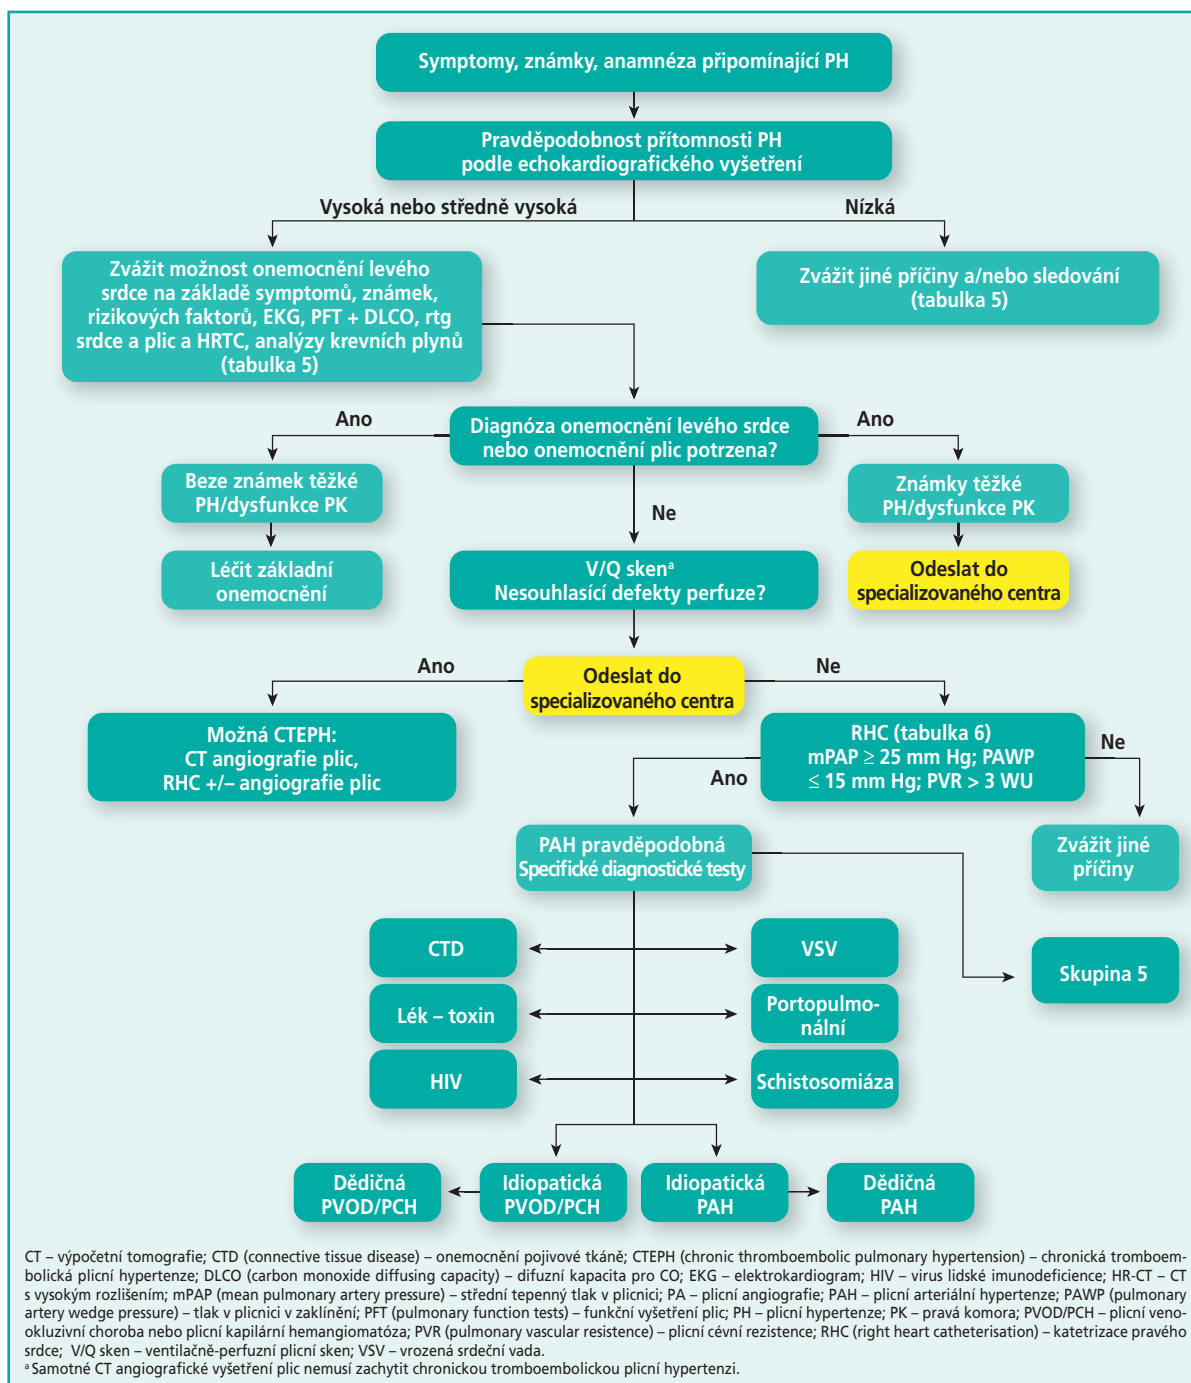 Symptomy, známky, anamnéza připomínající PH
Pravděpodobnost přítomnosti PH
podle echokardiografického vyšetření
Vysoká nebo středně vysoká
Nízká
Zvážit možnost onemocnění levého
srdce na základě symptomů, známek,
rizikových faktorů, EKG, PFT + DLCO, rtg
srdce a plic a HRTC, analýzy krevních plynů
(tabulka 5)
Zvážit jiné příčiny a/nebo sledování
(tabulka 5)
Ano
Diagnóza onemocnění levého srdce
nebo onemocnění plic potrzena?
Ano
Beze známek těžké
PH/dysfunkce PK
Ne
Známky těžké
PH/dysfunkce PK
Léčit základní
onemocnění
V/Q skenª
Nesouhlasící defekty perfuze?
Odeslat do
specializovaného centra
Ano
Odeslat do
specializovaného centra
Ne
Možná CTEPH:
CT angiografie plic,
RHC +/– angiografie plic
RHC (tabulka 6)
mPAP ≥ 25 mm Hg; PAWP
≤ 15 mm Hg; PVR > 3 WU
Ne
Ano
PAH pravděpodobná
Specifické diagnostické testy
Zvážit jiné
příčiny
CTD
VSV
Skupina 5
Lék – toxin
Portopulmo-
nální
HIV
Schistosomiáza
Dědičná
PVOD/PCH
Idiopatická
PVOD/PCH
Idiopatická
PAH
Dědičná
PAH
CT – výpočetní tomografie; CTD (connective tissue disease) – onemocnění pojivové tkáně; CTEPH (chronic thromboembolic pulmonary hypertension) – chronická tromboem-
bolická plicní hypertenze; DLCO (carbon monoxide diffusing capacity) – difuzní kapacita pro CO; EKG – elektrokardiogram; HIV – virus lidské imunodeficience; HR-CT – CT
s vysokým rozlišením; mPAP (mean pulmonary artery pressure) – střední tepenný tlak v plicnici; PA – plicní angiografie; PAH – plicní arteriální hypertenze; PAWP (pulmonary
artery wedge pressure) – tlak v plicnici v zaklínění; PFT (pulmonary function tests) – funkční vyšetření plic; PH – plicní hypertenze; PK – pravá komora; PVOD/PCH – plicní veno-
okluzivní choroba nebo plicní kapilární hemangiomatóza; PVR (pulmonary vascular resistence) – plicní cévní rezistence; RHC (right heart catheterisation) – katetrizace pravého
srdce; V/Q sken – ventilačně-perfuzní plicní sken; VSV – vrozená srdeční vada.
ª Samotné CT angiografické vyšetření plic nemusí zachytit chronickou tromboembolickou plicní hypertenzi.